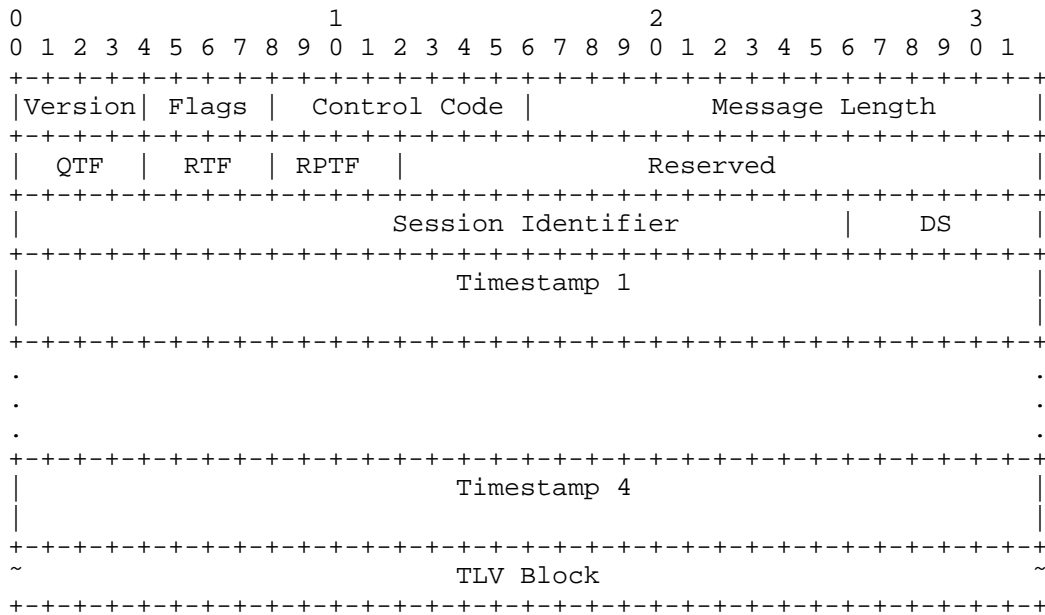 0                   1                   2                   3
0 1 2 3 4 5 6 7 8 9 0 1 2 3 4 5 6 7 8 9 0 1 2 3 4 5 6 7 8 9 0 1
+-+-+-+-+-+-+-+-+-+-+-+-+-+-+-+-+-+-+-+-+-+-+-+-+-+-+-+-+-+-+-+-+
|Version| Flags |  Control Code |           Message Length      |
+-+-+-+-+-+-+-+-+-+-+-+-+-+-+-+-+-+-+-+-+-+-+-+-+-+-+-+-+-+-+-+-+
|  QTF  |  RTF  | RPTF  |               Reserved                |
+-+-+-+-+-+-+-+-+-+-+-+-+-+-+-+-+-+-+-+-+-+-+-+-+-+-+-+-+-+-+-+-+
|                       Session Identifier          |    DS     |
+-+-+-+-+-+-+-+-+-+-+-+-+-+-+-+-+-+-+-+-+-+-+-+-+-+-+-+-+-+-+-+-+
|                           Timestamp 1                         |
|                                                               |
+-+-+-+-+-+-+-+-+-+-+-+-+-+-+-+-+-+-+-+-+-+-+-+-+-+-+-+-+-+-+-+-+
.                                                               .
.                                                               .
.                                                               .
+-+-+-+-+-+-+-+-+-+-+-+-+-+-+-+-+-+-+-+-+-+-+-+-+-+-+-+-+-+-+-+-+
|                           Timestamp 4                         |
|                                                               |
+-+-+-+-+-+-+-+-+-+-+-+-+-+-+-+-+-+-+-+-+-+-+-+-+-+-+-+-+-+-+-+-+
~                           TLV Block                           ~
+-+-+-+-+-+-+-+-+-+-+-+-+-+-+-+-+-+-+-+-+-+-+-+-+-+-+-+-+-+-+-+-+